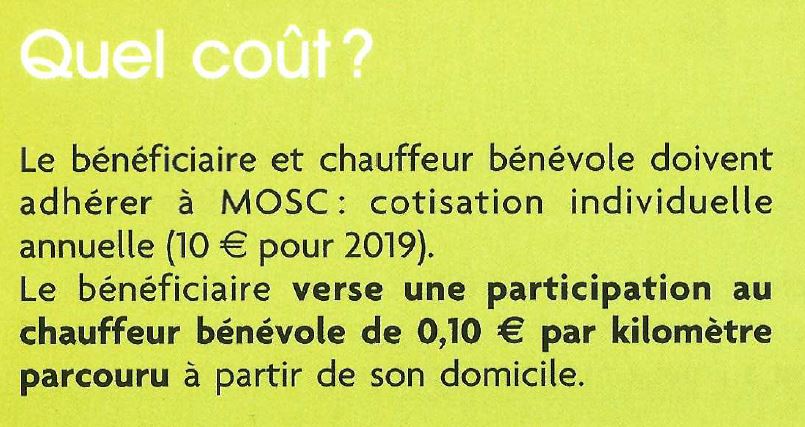 Quel coût ?
Le bénéficiaire et chauffeur bénévole doivent
adhérer à MOSC : cotisation individuelle
annuelle (10 € pour 2019).
Le bénéficiaire verse une participation au
chauffeur bénévole de 0,10 € par kilomètre
parcouru à partir de son domicile.